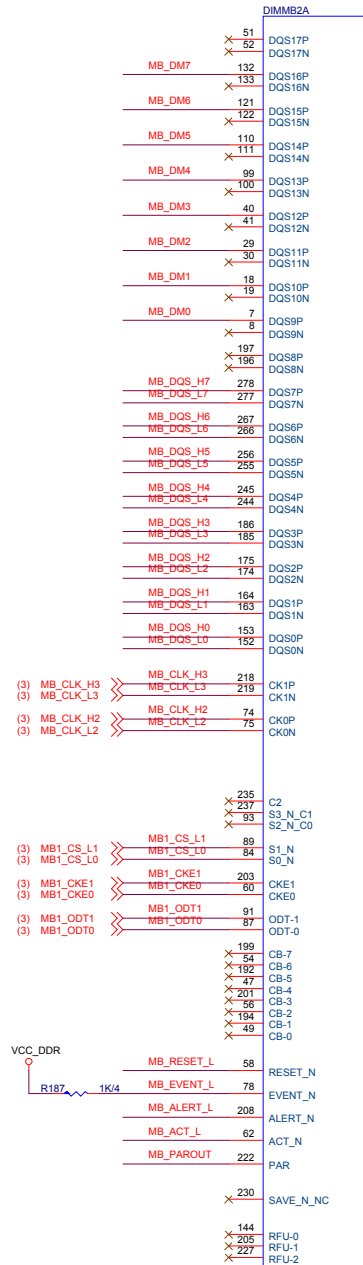 DIMMB2A
51 DQS17P
52 DQS17N
MB_DM7 132 DQS16P
133 DQS16N
MB_DM6 121 DQS15P
122 DQS15N
MB_DM5 110 DQS14P
111 DQS14N
MB_DM4 99 DQS13P
100 DQS13N
MB_DM3 40 DQS12P
41 DQS12N
MB_DM2 29 DQS11P
30 DQS11N
MB_DM1 18 DQS10P
19 DQS10N
MB_DM0 7 DQS9P
8 DQS9N
197 DQS8P
196 DQS8N
MB_DQS_H7 278 DQS7P
MB_DQS_L7 277 DQS7N
MB_DQS_H6 267 DQS6P
MB_DQS_L6 266 DQS6N
MB_DQS_H5 256 DQS5P
MB_DQS_L5 255 DQS5N
MB_DQS_H4 245 DQS4P
MB_DQS_L4 244 DQS4N
MB_DQS_H3 186 DQS3P
MB_DQS_L3 185 DQS3N
MB_DQS_H2 175 DQS2P
MB_DQS_L2 174 DQS2N
MB_DQS_H1 164 DQS1P
MB_DQS_L1 163 DQS1N
MB_DQS_H0 153 DQS0P
MB_DQS_L0 152 DQS0N
(3) MB_CLK_H3 MB_CLK_H3 218 CK1P
(3) MB_CLK_L3 MB_CLK_L3 219 CK1N
(3) MB_CLK_H2 MB_CLK_H2 74 CK0P
(3) MB_CLK_L2 MB_CLK_L2 75 CK0N
235 C2
237 S3_N_C1
93 S2_N_C0
(3) MB1_CS_L1 MB1_CS_L1 89 S1_N
(3) MB1_CS_L0 MB1_CS_L0 84 S0_N
(3) MB1_CKE1 MB1_CKE1 203 CKE1
(3) MB1_CKE0 MB1_CKE0 60 CKE0
(3) MB1_ODT1 MB1_ODT1 91 ODT-1
(3) MB1_ODT0 MB1_ODT0 87 ODT-0
199 CB-7
54 CB-6
192 CB-5
47 CB-4
201 CB-3
56 CB-2
194 CB-1
49 CB-0
VCC_DDR
MB_RESET_L 58 RESET_N
R187 1K/4 MB_EVENT_L 78 EVENT_N
MB_ALERT_L 208 ALERT_N
MB_ACT_L 62 ACT_N
MB_PAROUT 222 PAR
230 SAVE_N_NC
144 RFU-0
205 RFU-1
227 RFU-2